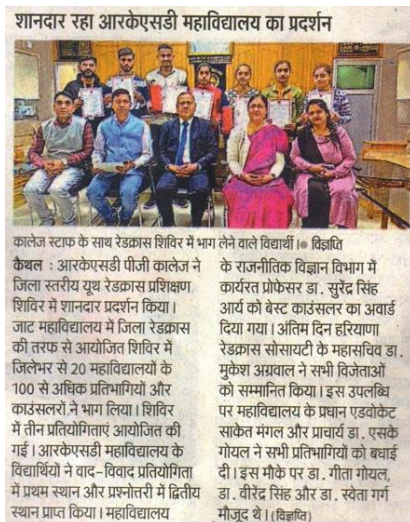 शानदार रहा आरकेएसडी महाविद्यालय का प्रदर्शन
कालेज स्टाफ के साथ रेडक्रास शिविर में भाग लेने वाले विद्यार्थी।● विज्ञप्ति
कैथल : आरकेएसडी पीजी कालेज ने
जिला स्तरीय यूथ रेडक्रास प्रशिक्षण
शिविर में शानदार प्रदर्शन किया।
जाट महाविद्यालय में जिला रेडक्रास
की तरफ से आयोजित शिविर में
जिलेभर से 20 महाविद्यालयों के
100 से अधिक प्रतिभागियों और
काउंसलरों ने भाग लिया। शिविर
में तीन प्रतियोगिताएं आयोजित की
गई। आरकेएसडी महाविद्यालय के
विद्यार्थियों ने वाद-विवाद प्रतियोगिता
में प्रथम स्थान और प्रश्नोत्तरी में द्वितीय
स्थान प्राप्त किया। महाविद्यालय
के राजनीतिक विज्ञान विभाग में
कार्यरत प्रोफेसर डा. सुरेंद्र सिंह
आर्य को बेस्ट काउंसलर का अवार्ड
दिया गया। अंतिम दिन हरियाणा
रेडक्रास सोसायटी के महासचिव डा.
मुकेश अग्रवाल ने सभी विजेताओं
को सम्मानित किया। इस उपलब्धि
पर महाविद्यालय के प्रधान एडवोकेट
साकेत मंगल और प्राचार्य डा. एसके
गोयल ने सभी प्रतिभागियों को बधाई
दी। इस मौके पर डा. गीता गोयल,
डा. वीरेंद्र सिंह और डा. स्वेता गर्ग
मौजूद थे। (विज्ञप्ति)